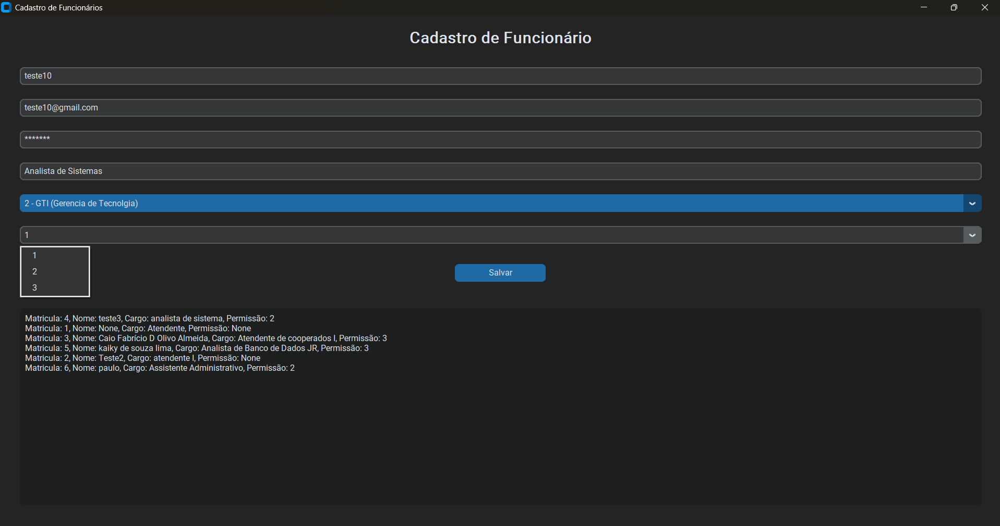 Cadastro de Funcionários
Cadastro de Funcionário
teste10
teste10@gmail.com
*******
Analista de Sistemas
2 - GTI (Gerencia de Tecnolgia)
1
1
2
3
Salvar
Matricula: 4, Nome: teste3, Cargo: analista de sistema, Permissão: 2
Matricula: 1, Nome: None, Cargo: Atendente, Permissão: None
Matricula: 3, Nome: Caio Fabrício D Olivo Almeida, Cargo: Atendente de cooperados I, Permissão: 3
Matricula: 5, Nome: kaiky de souza lima, Cargo: Analista de Banco de Dados JR, Permissão: 3
Matricula: 2, Nome: Teste2, Cargo: atendente I, Permissão: None
Matricula: 6, Nome: paulo, Cargo: Assistente Administrativo, Permissão: 2